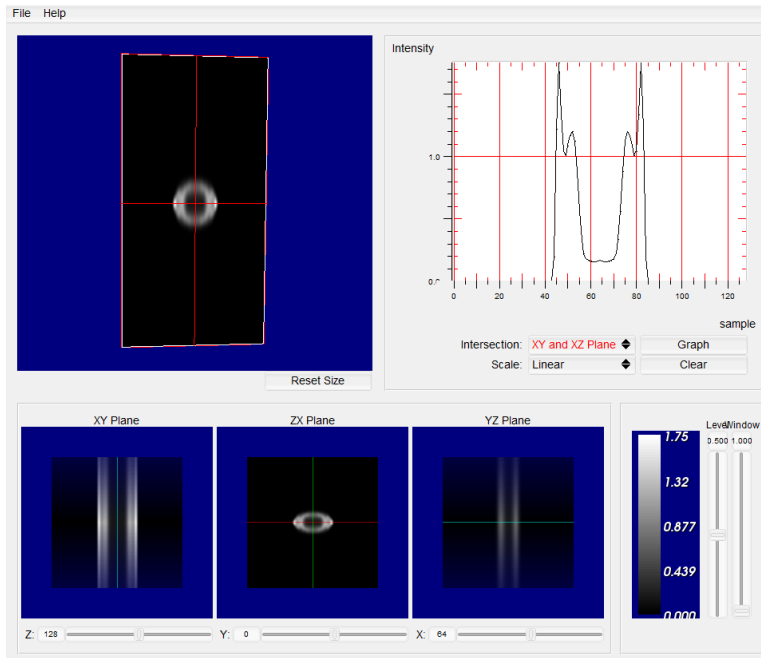 File Help
Intensity
1.0
0.0
0 20 40 60 80 100 120
sample
Intersection: XY and XZ Plane Graph
Scale: Linear Clear
Reset Size
XY Plane ZX Plane YZ Plane
Level Window
0.500 1.000
1.75
1.32
0.877
0.439
0.000
Z: 128 Y: 0 X: 64